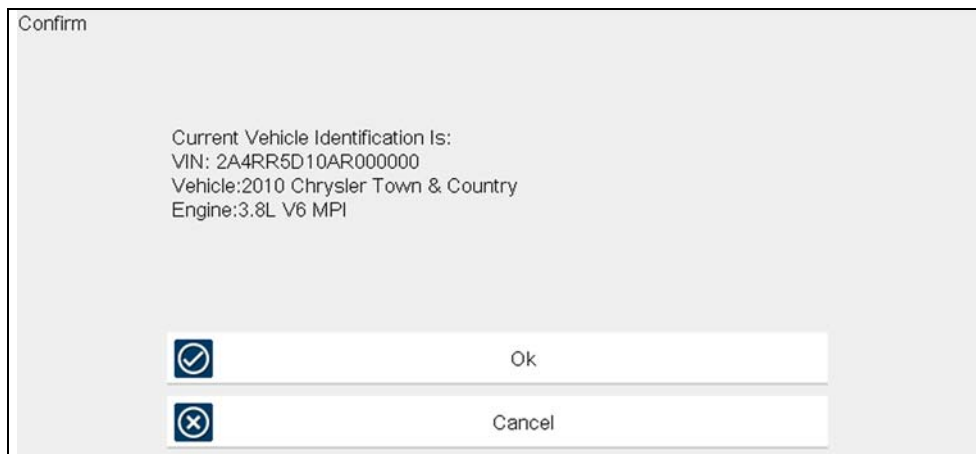 Confirm
Current Vehicle Identification Is:
VIN: 2A4RR5D10AR000000
Vehicle:2010 Chrysler Town & Country
Engine:3.8L V6 MPI
Ok
Cancel